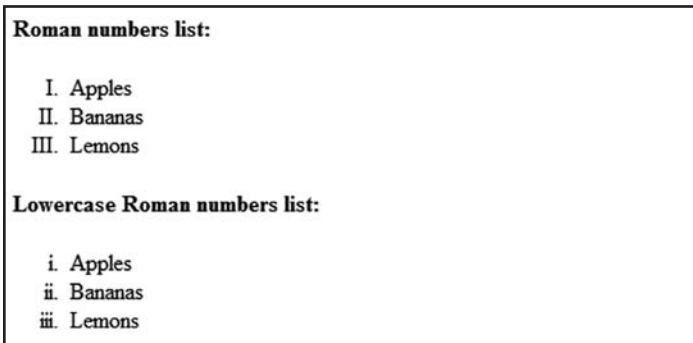 Roman numbers list:
I. Apples
II. Bananas
III. Lemons
Lowercase Roman numbers list:
i. Apples
ii. Bananas
iii. Lemons